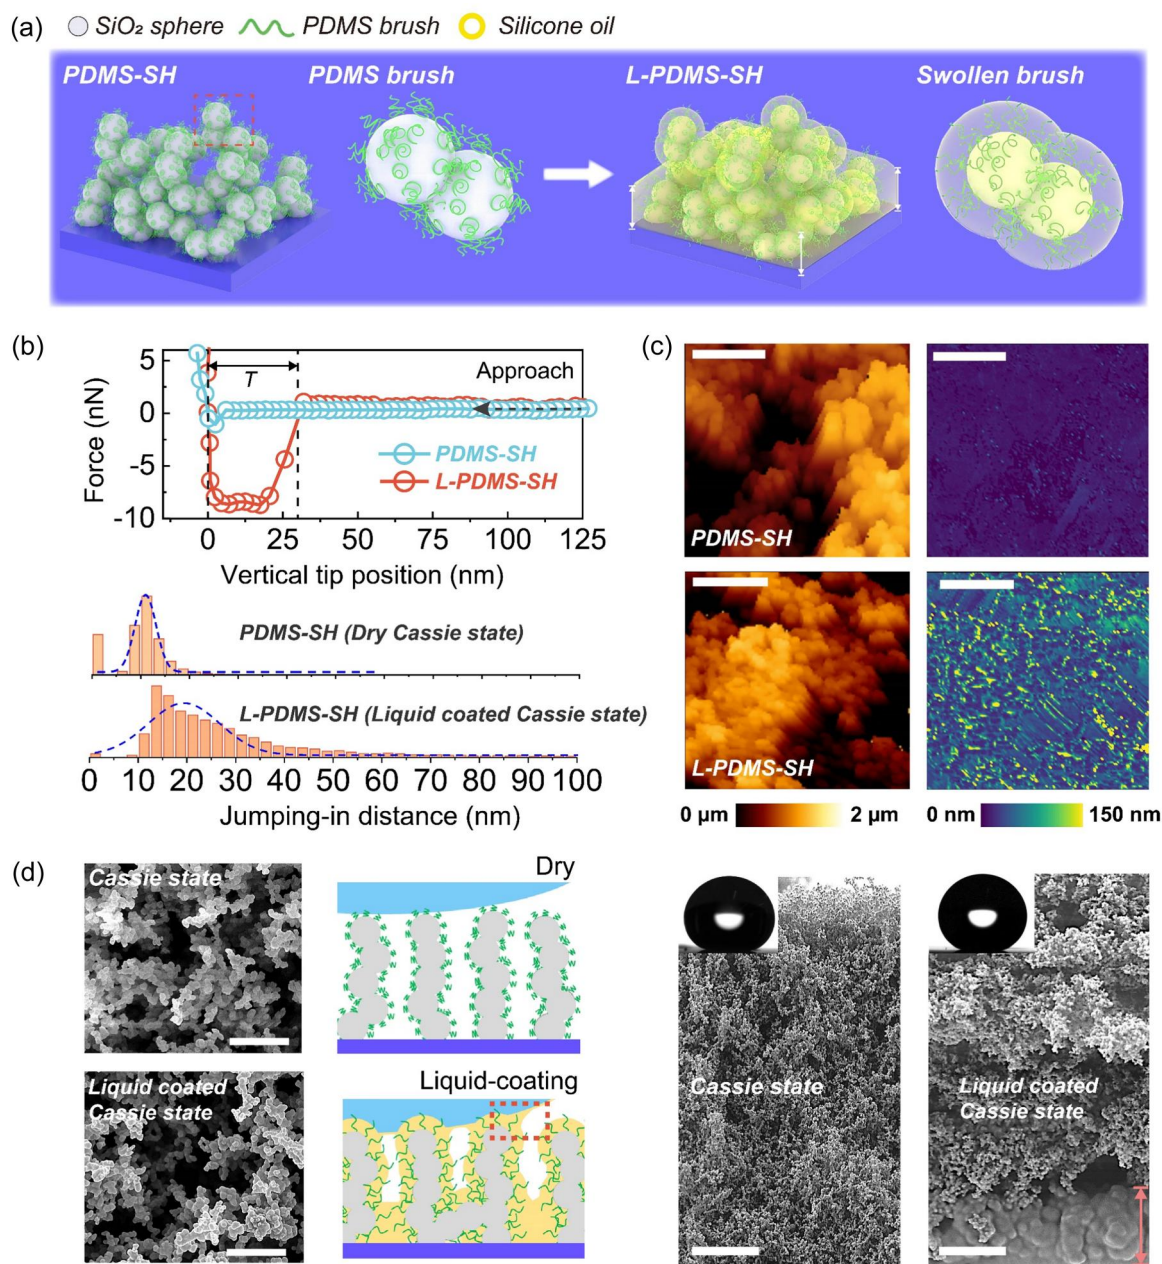 (a)
SiO₂ sphere PDMS brush Silicone oil
PDMS-SH PDMS brush L-PDMS-SH Swollen brush
(b)
5
0
-5
-10
Force (nN)
T
Approach
PDMS-SH
L-PDMS-SH
0 25 50 75 100 125
Vertical tip position (nm)
PDMS-SH (Dry Cassie state)
L-PDMS-SH (Liquid coated Cassie state)
0 10 20 30 40 50 60 70 80 90 100
Jumping-in distance (nm)
(c)
PDMS-SH
L-PDMS-SH
0 µm 2 µm 0 nm 150 nm
(d)
Cassie state
Dry
Liquid coated
Cassie state
Liquid-coating
Cassie state
Liquid coated
Cassie state